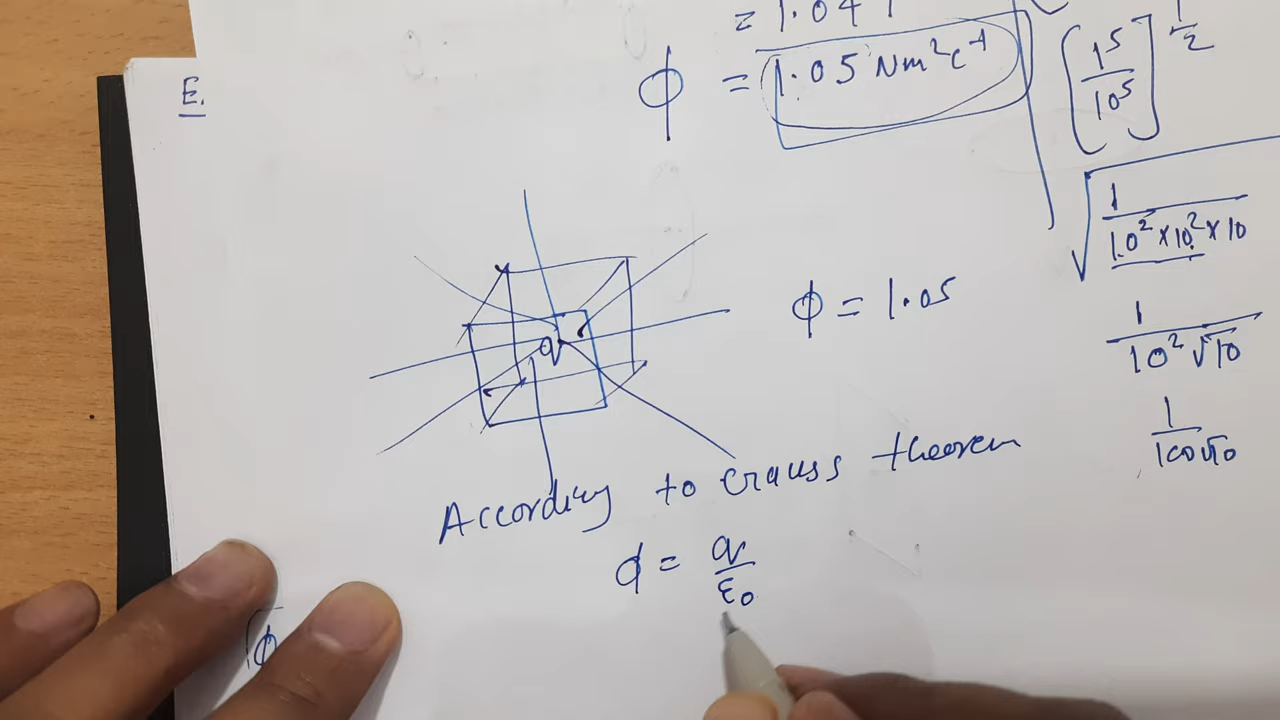 = 1.047
ϕ = 1.05 Nm²C⁻¹
E.
[1⁵/10⁵]^1/2
√(1/(10²×10²×10))
q
ϕ = 1.05
1/(10²√10)
1/(100√10)
According to Gauss theorem
ϕ = q/ε₀
ϕ